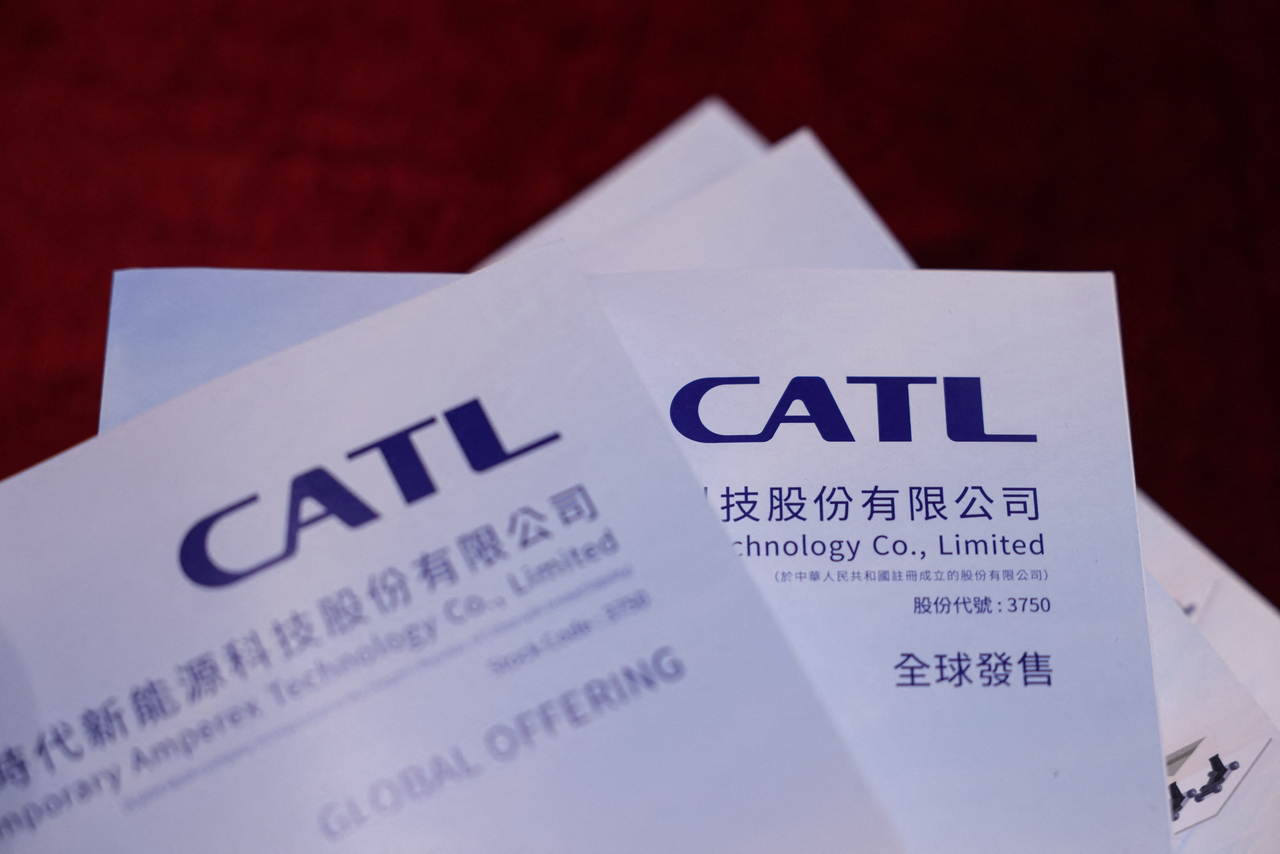 CATL
時代新能源科技股份有限公司
mporary Amperex Technology Co., Limited
Stock Code : 3750
GLOBAL OFFERING
CATL
科技股份有限公司
chnology Co., Limited
(於中華人民共和國註冊成立的股份有限公司)
股份代號 : 3750
全球發售